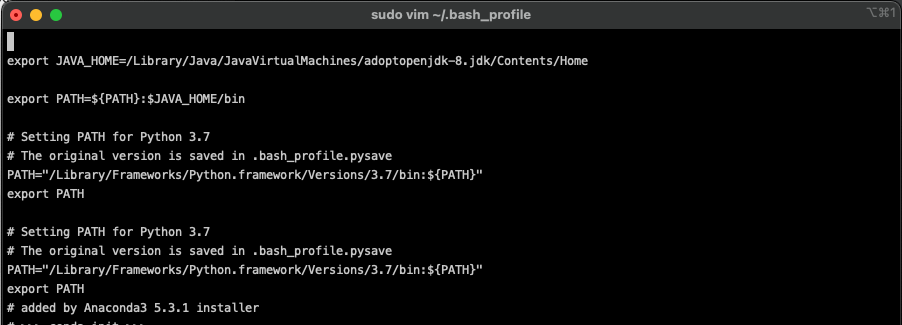 sudo vim ~/.bash_profile
⌥⌘1
export JAVA_HOME=/Library/Java/JavaVirtualMachines/adoptopenjdk-8.jdk/Contents/Home
export PATH=${PATH}:$JAVA_HOME/bin
# Setting PATH for Python 3.7
# The original version is saved in .bash_profile.pysave
PATH="/Library/Frameworks/Python.framework/Versions/3.7/bin:${PATH}"
export PATH
# Setting PATH for Python 3.7
# The original version is saved in .bash_profile.pysave
PATH="/Library/Frameworks/Python.framework/Versions/3.7/bin:${PATH}"
export PATH
# added by Anaconda3 5.3.1 installer